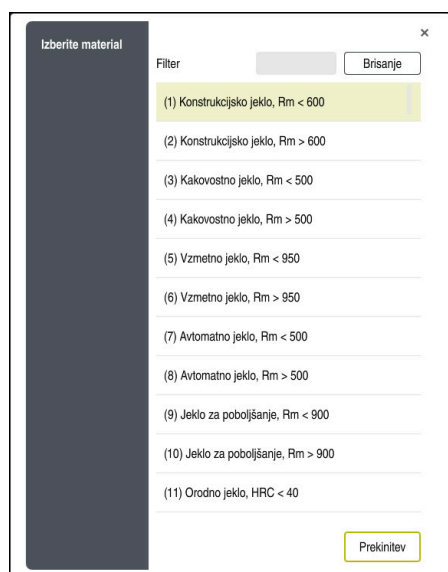 Izberite material
×
Filter
Brisanje
(1) Konstrukcijsko jeklo, Rm < 600
(2) Konstrukcijsko jeklo, Rm > 600
(3) Kakovostno jeklo, Rm < 500
(4) Kakovostno jeklo, Rm > 500
(5) Vzmetno jeklo, Rm < 950
(6) Vzmetno jeklo, Rm > 950
(7) Avtomatno jeklo, Rm < 500
(8) Avtomatno jeklo, Rm > 500
(9) Jeklo za poboljšanje, Rm < 900
(10) Jeklo za poboljšanje, Rm > 900
(11) Orodno jeklo, HRC < 40
Prekinitev